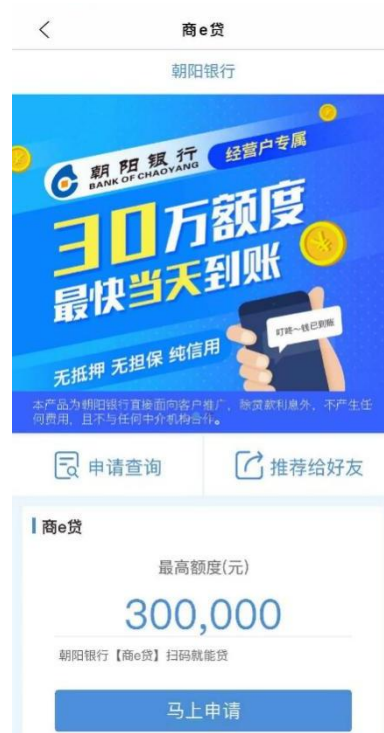 商e贷
朝阳银行
朝阳银行
BANK OF CHAOYANG
经营户专属
30万额度
最快当天到账
叮咚~钱已到账
无抵押 无担保 纯信用
本产品为朝阳银行直接面向客户推广，除贷款利息外，不产生任
何费用，且不与任何中介机构合作。
申请查询
推荐给好友
商e贷
最高额度(元)
300,000
朝阳银行【商e贷】扫码就能贷
马上申请